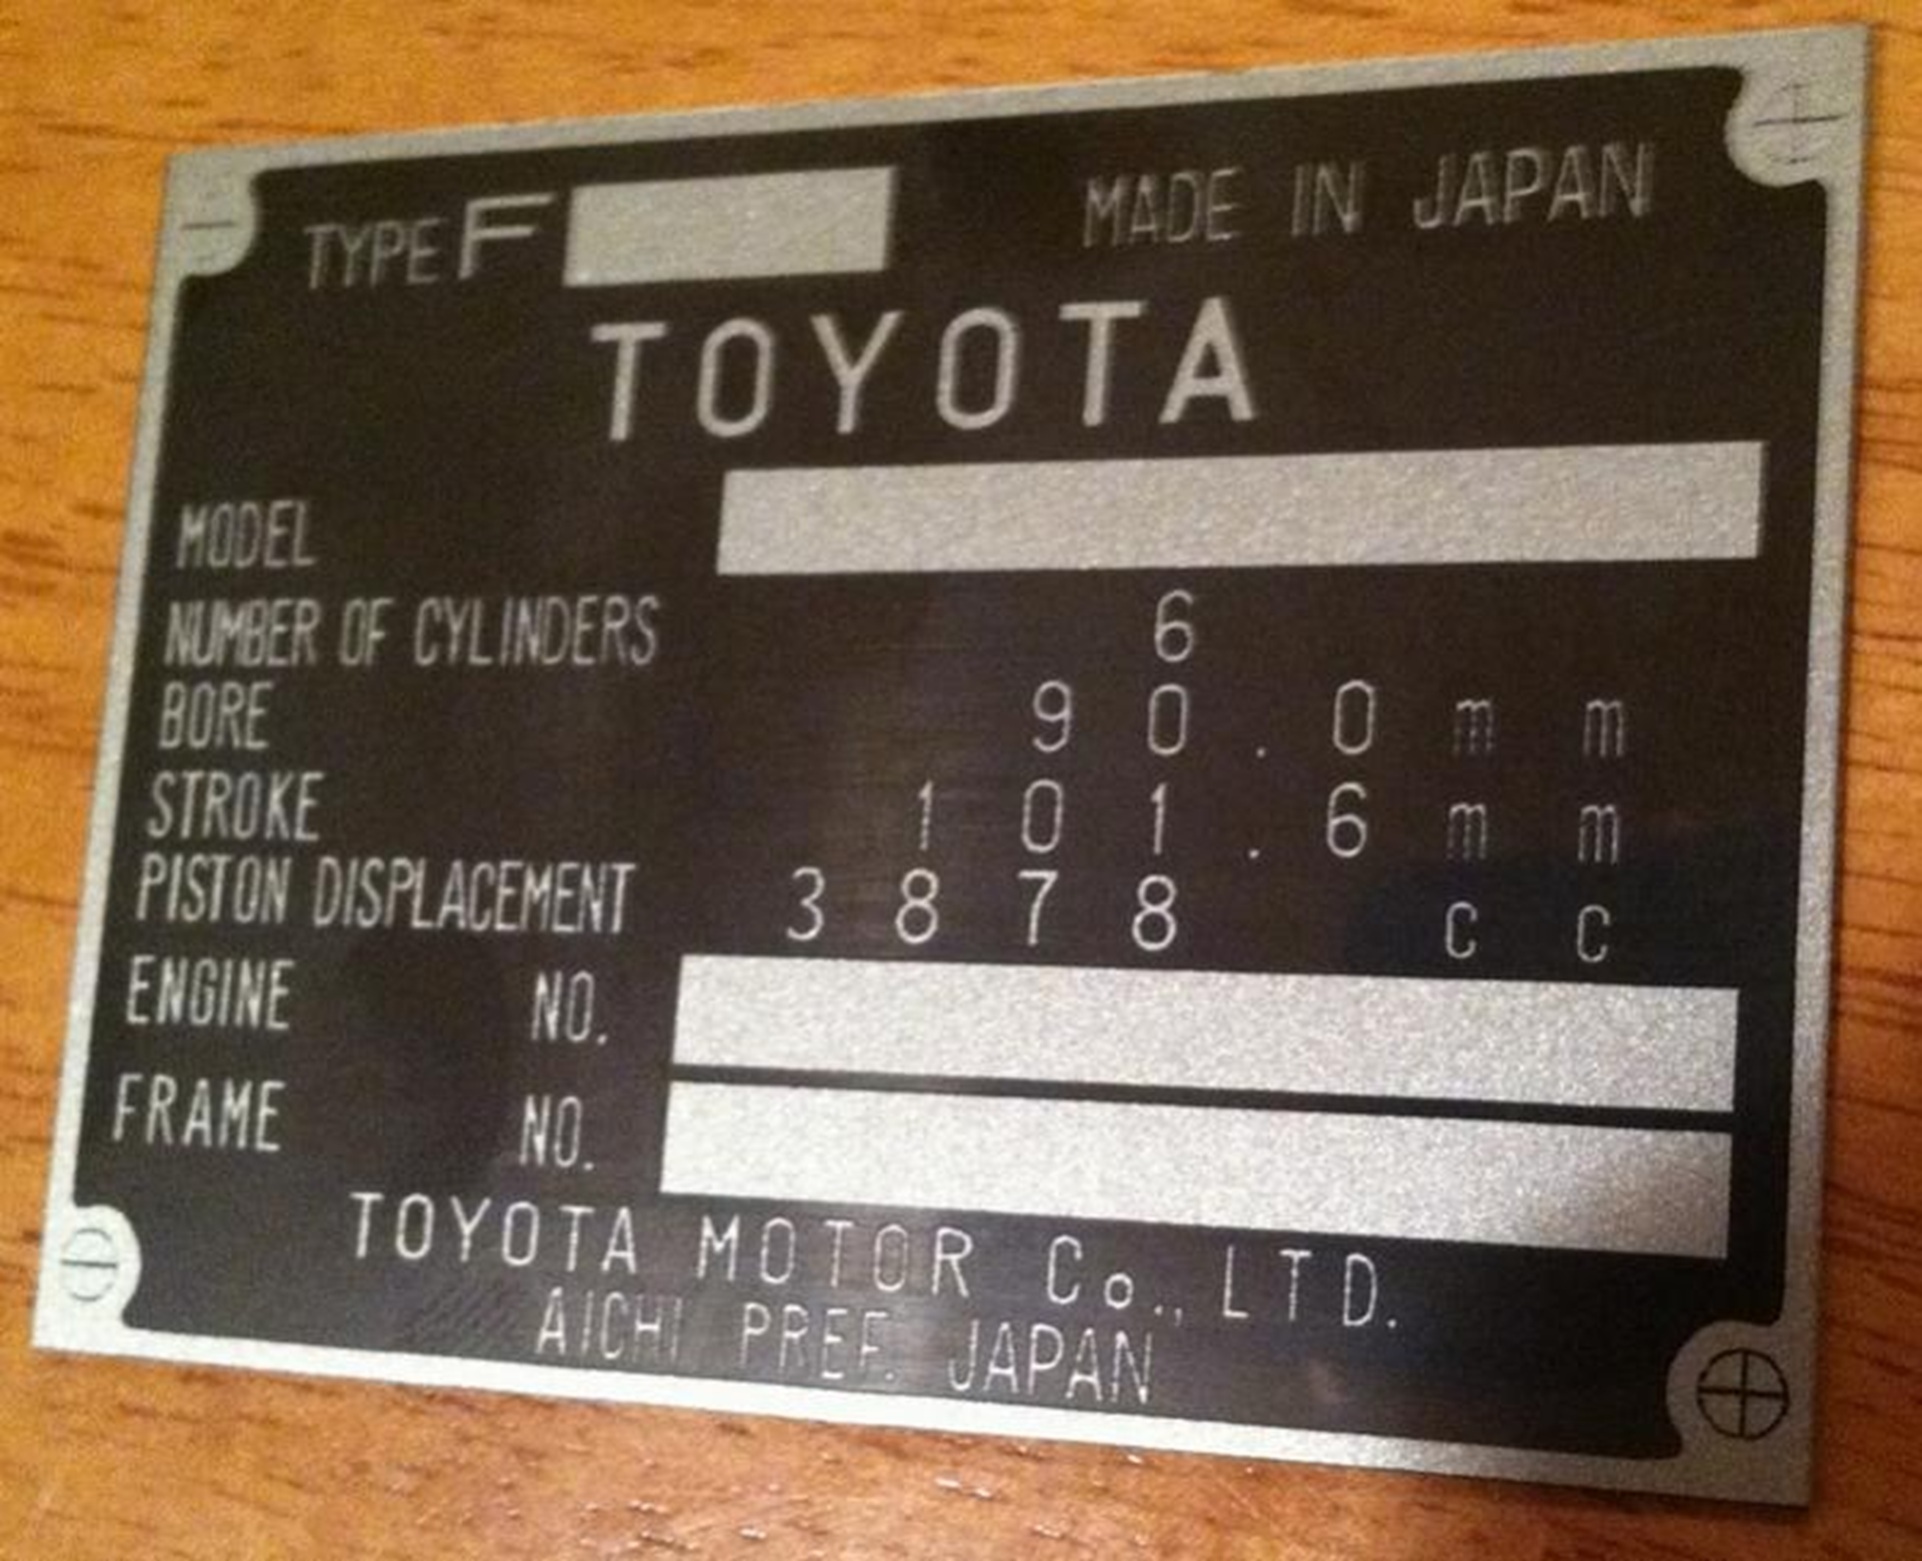 TYPE F MADE IN JAPAN
TOYOTA
MODEL
NUMBER OF CYLINDERS 6
BORE 90.0mm
STROKE 101.6mm
PISTON DISPLACEMENT 3878 cc
ENGINE NO.
FRAME NO.
TOYOTA MOTOR Co., LTD.
AICHI PREF. JAPAN